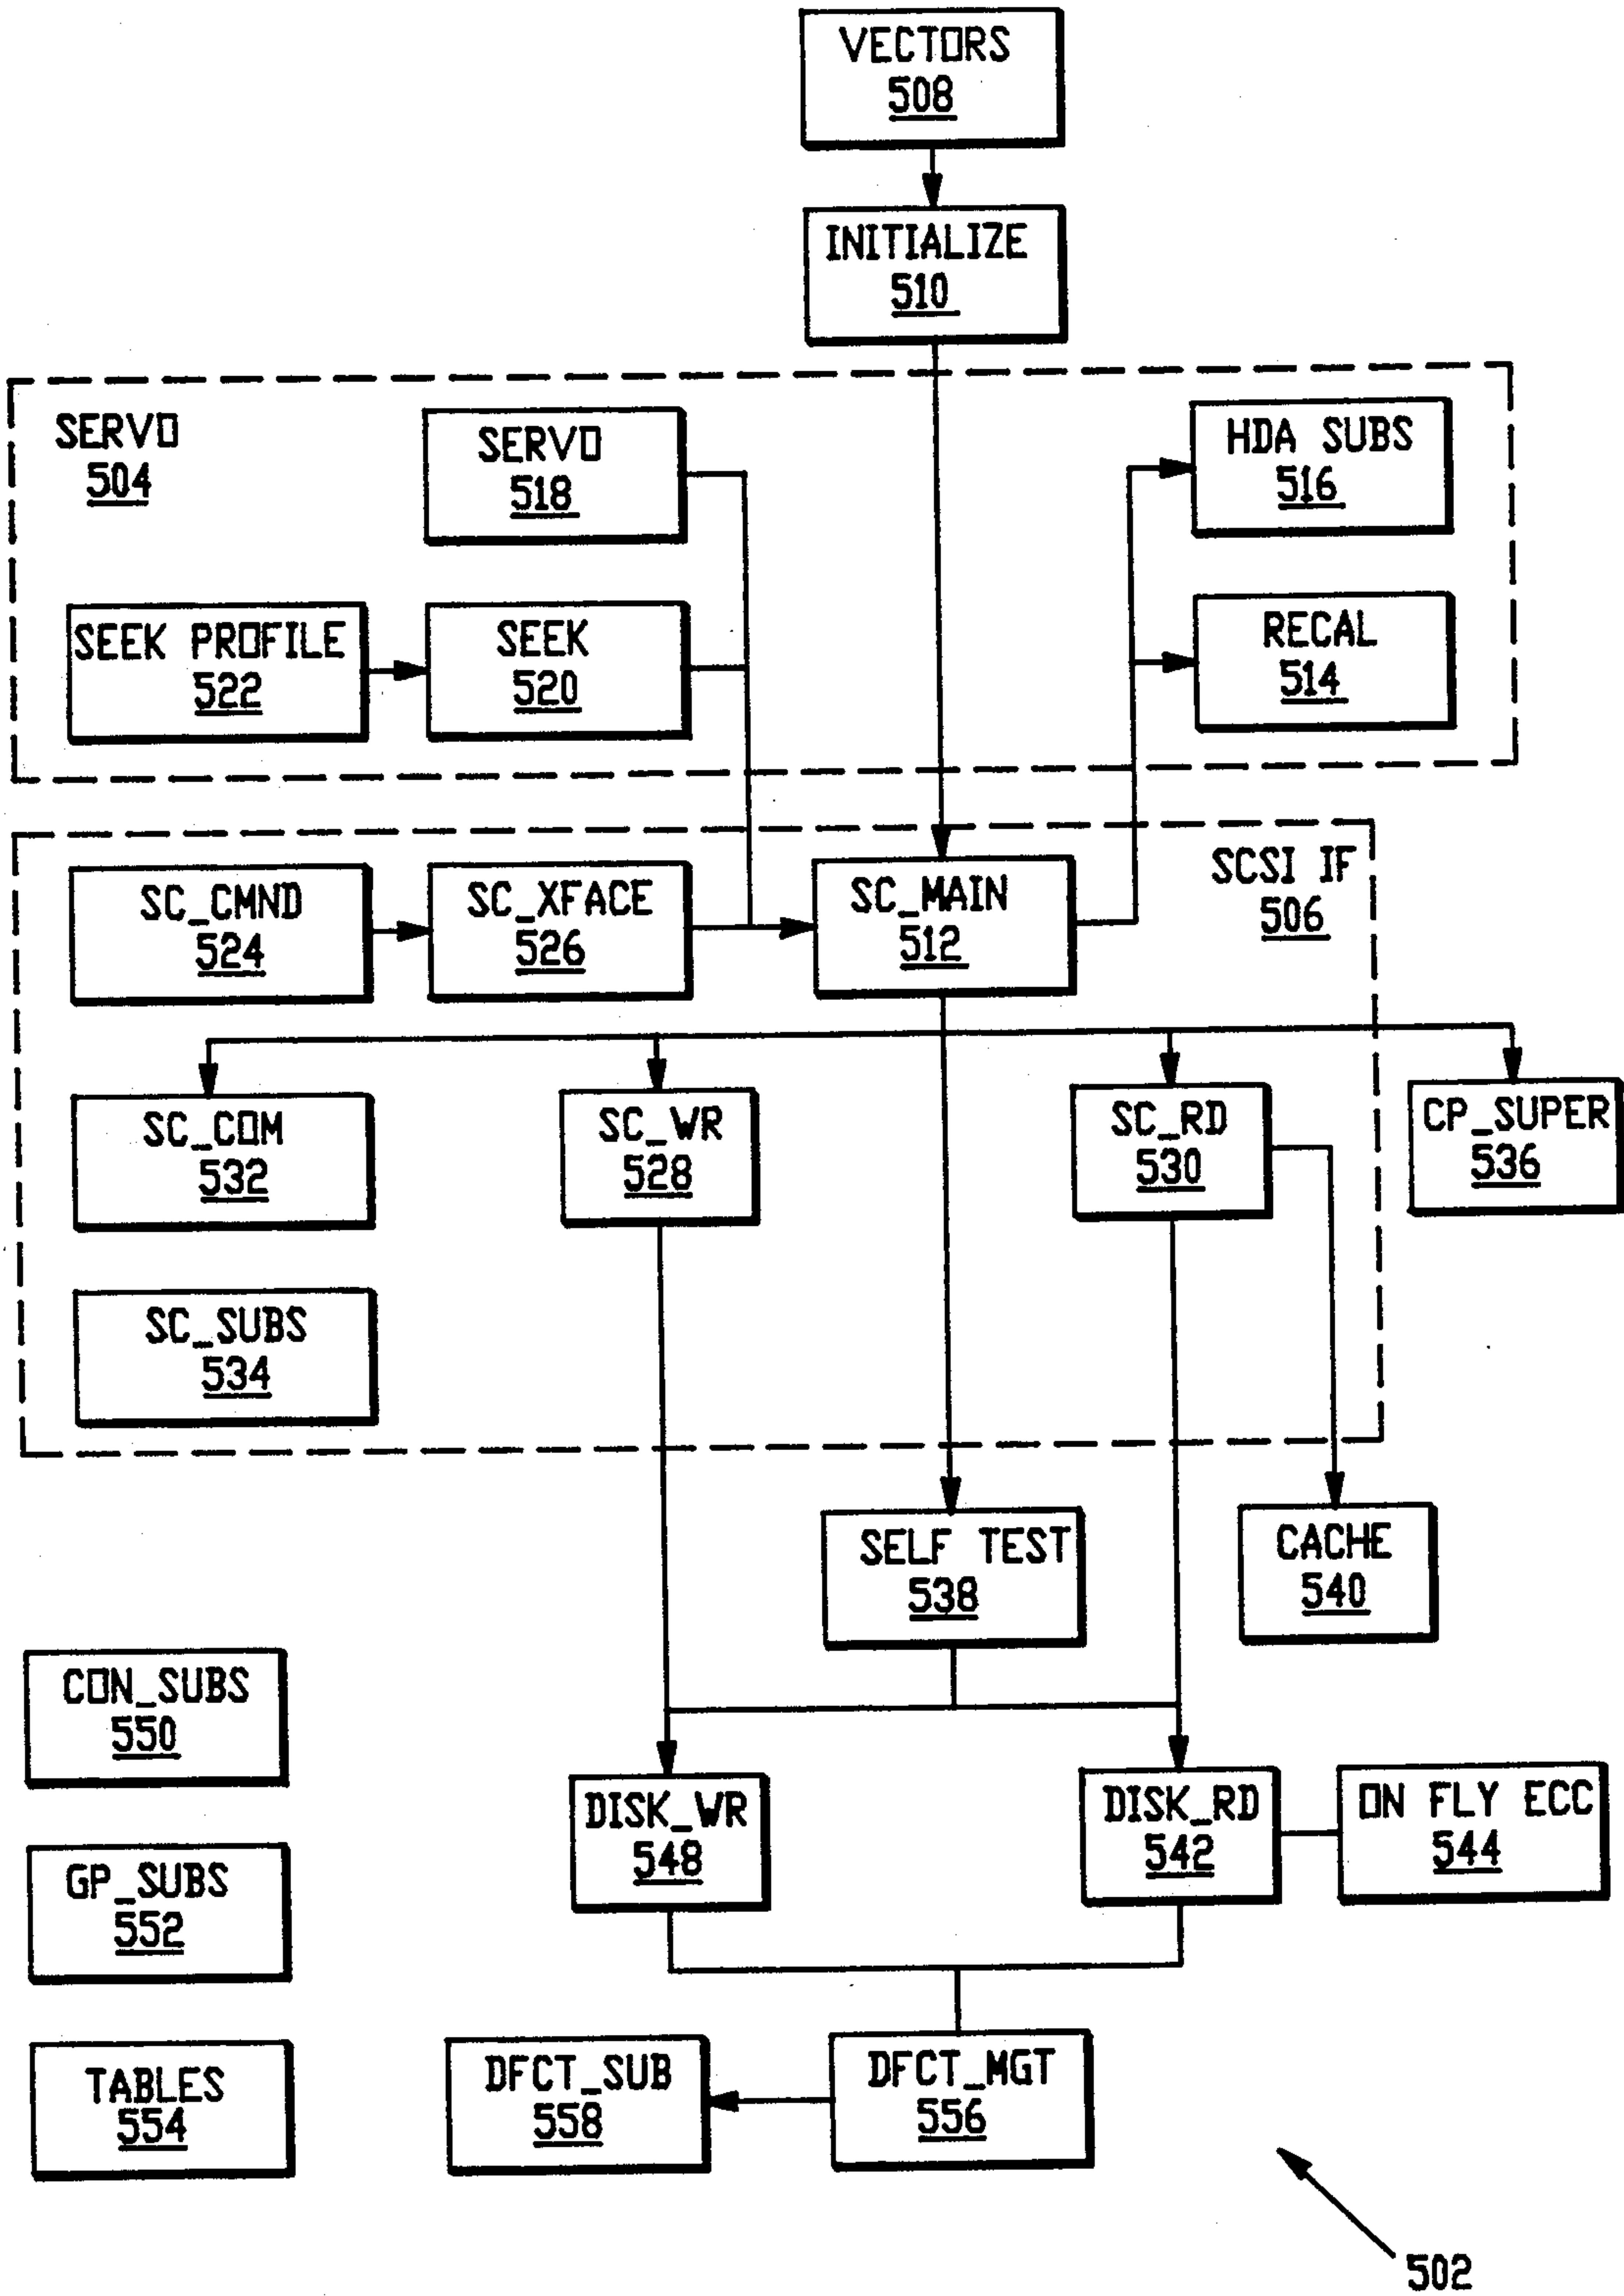 VECTORS
508
INITIALIZE
510
SERVO
504
SERVO
518
HDA SUBS
516
SEEK PROFILE
522
SEEK
520
RECAL
514
SC_CMND
524
SC_XFACE
526
SC_MAIN
512
SCSI IF
506
SC_COM
532
SC_WR
528
SC_RD
530
CP_SUPER
536
SC_SUBS
534
SELF TEST
538
CACHE
540
CON_SUBS
550
DISK_WR
548
DISK_RD
542
ON FLY ECC
544
GP_SUBS
552
TABLES
554
DFCT_SUB
558
DFCT_MGT
556
502